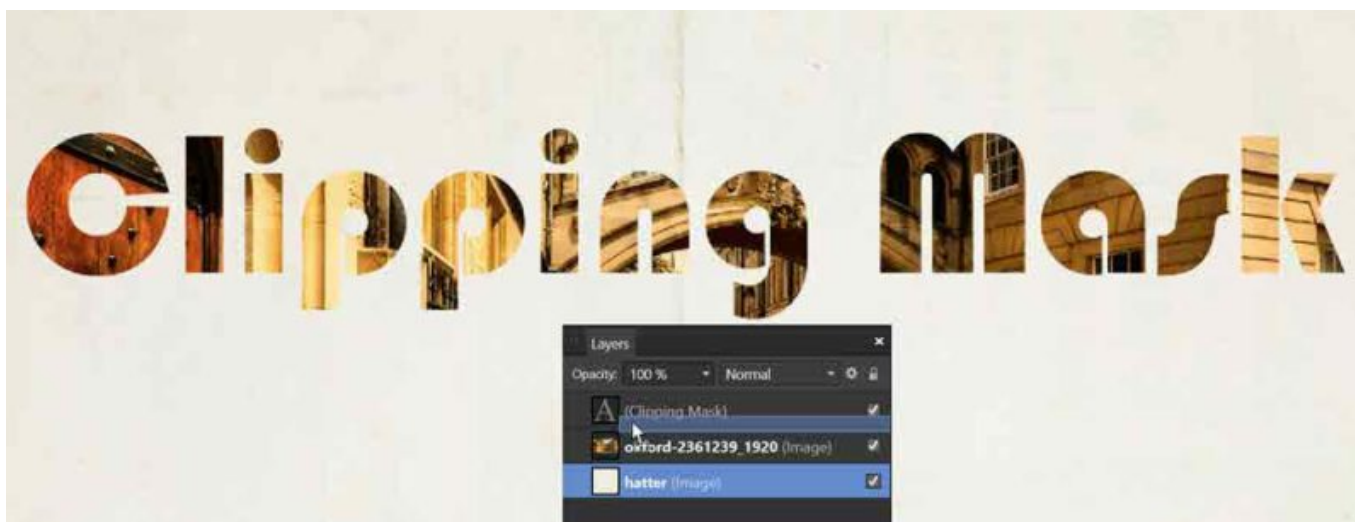 Clipping Mask
Layers
Opacity: 100 % Normal
A (Clipping Mask)
oxford-2361239_1920 (Image)
hatter (Image)